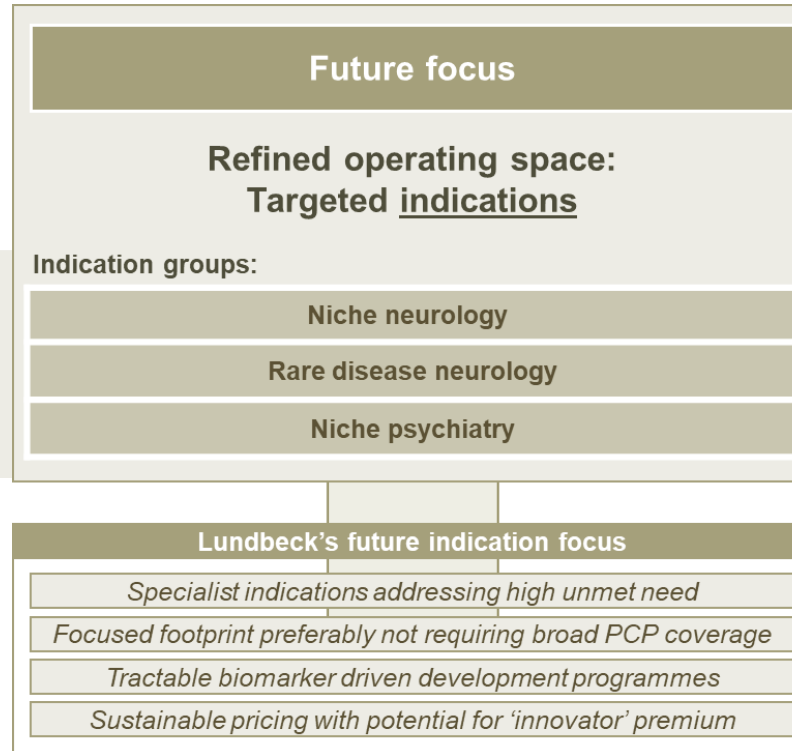 Future focus
Refined operating space:
Targeted indications
Indication groups:
Niche neurology
Rare disease neurology
Niche psychiatry
Lundbeck’s future indication focus
Specialist indications addressing high unmet need
Focused footprint preferably not requiring broad PCP coverage
Tractable biomarker driven development programmes
Sustainable pricing with potential for ‘innovator’ premium